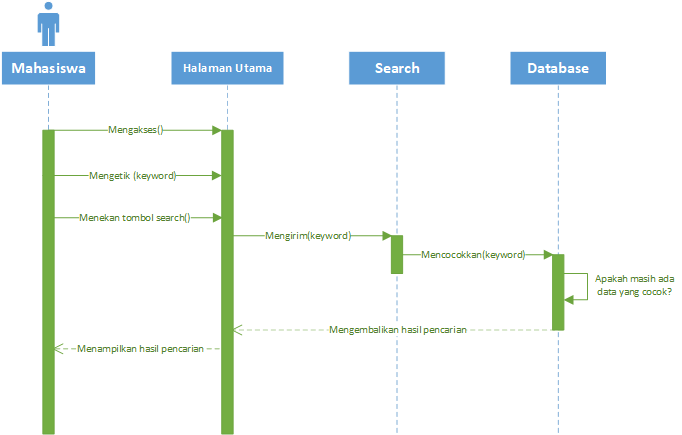 Mahasiswa
Halaman Utama
Search
Database
Mengakses()
Mengetik (keyword)
Menekan tombol search()
Mengirim(keyword)
Mencocokkan(keyword)
Apakah masih ada
data yang cocok?
Mengembalikan hasil pencarian
Menampilkan hasil pencarian